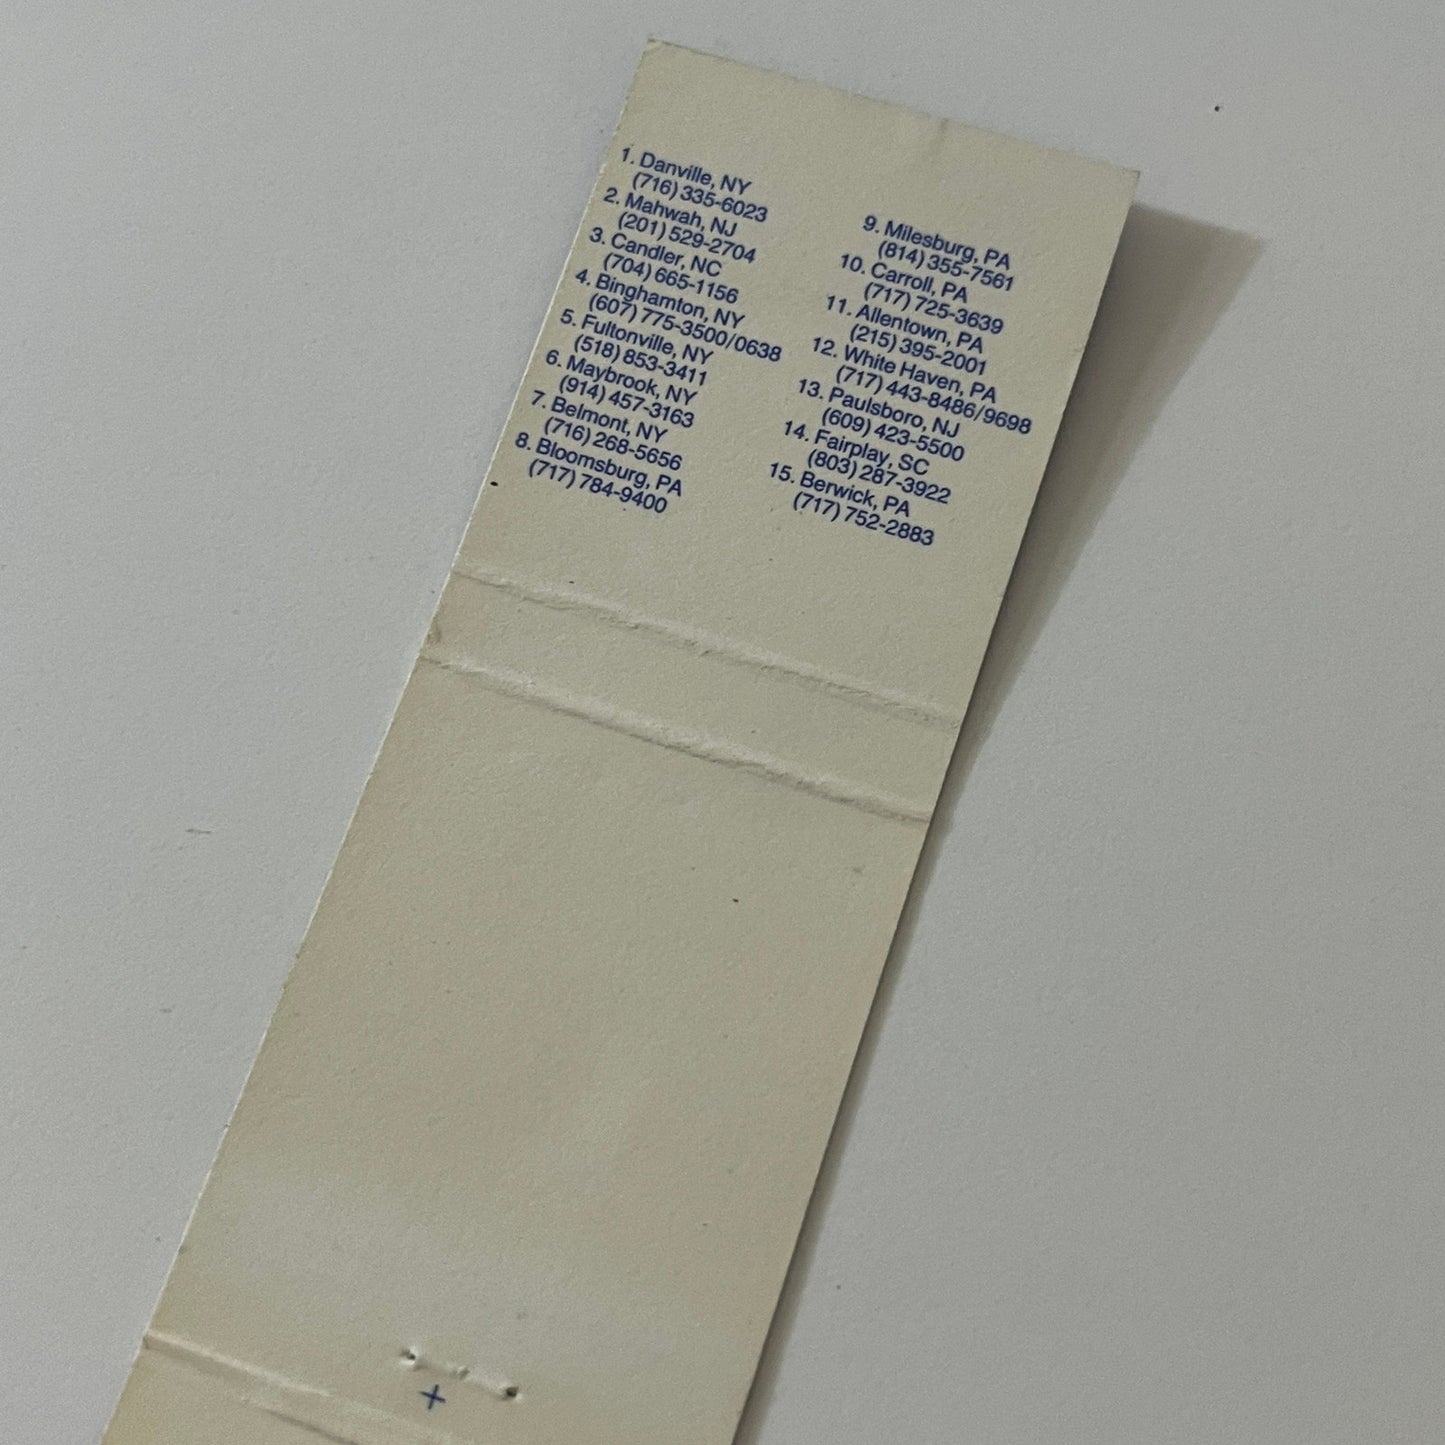 1. Danville, NY
(716) 335-6023
2. Mahwah, NJ
(201) 529-2704
3. Candler, NC
(704) 665-1156
4. Binghamton, NY
(607) 775-3500/0638
5. Fultonville, NY
(518) 853-3411
6. Maybrook, NY
(914) 457-3163
7. Belmont, NY
(716) 268-5656
8. Bloomsburg, PA
(717) 784-9400
9. Milesburg, PA
(814) 355-7561
10. Carroll, PA
(717) 725-3639
11. Allentown, PA
(215) 395-2001
12. White Haven, PA
(717) 443-8486/9698
13. Paulsboro, NJ
(609) 423-5500
14. Fairplay, SC
(803) 287-3922
15. Berwick, PA
(717) 752-2883